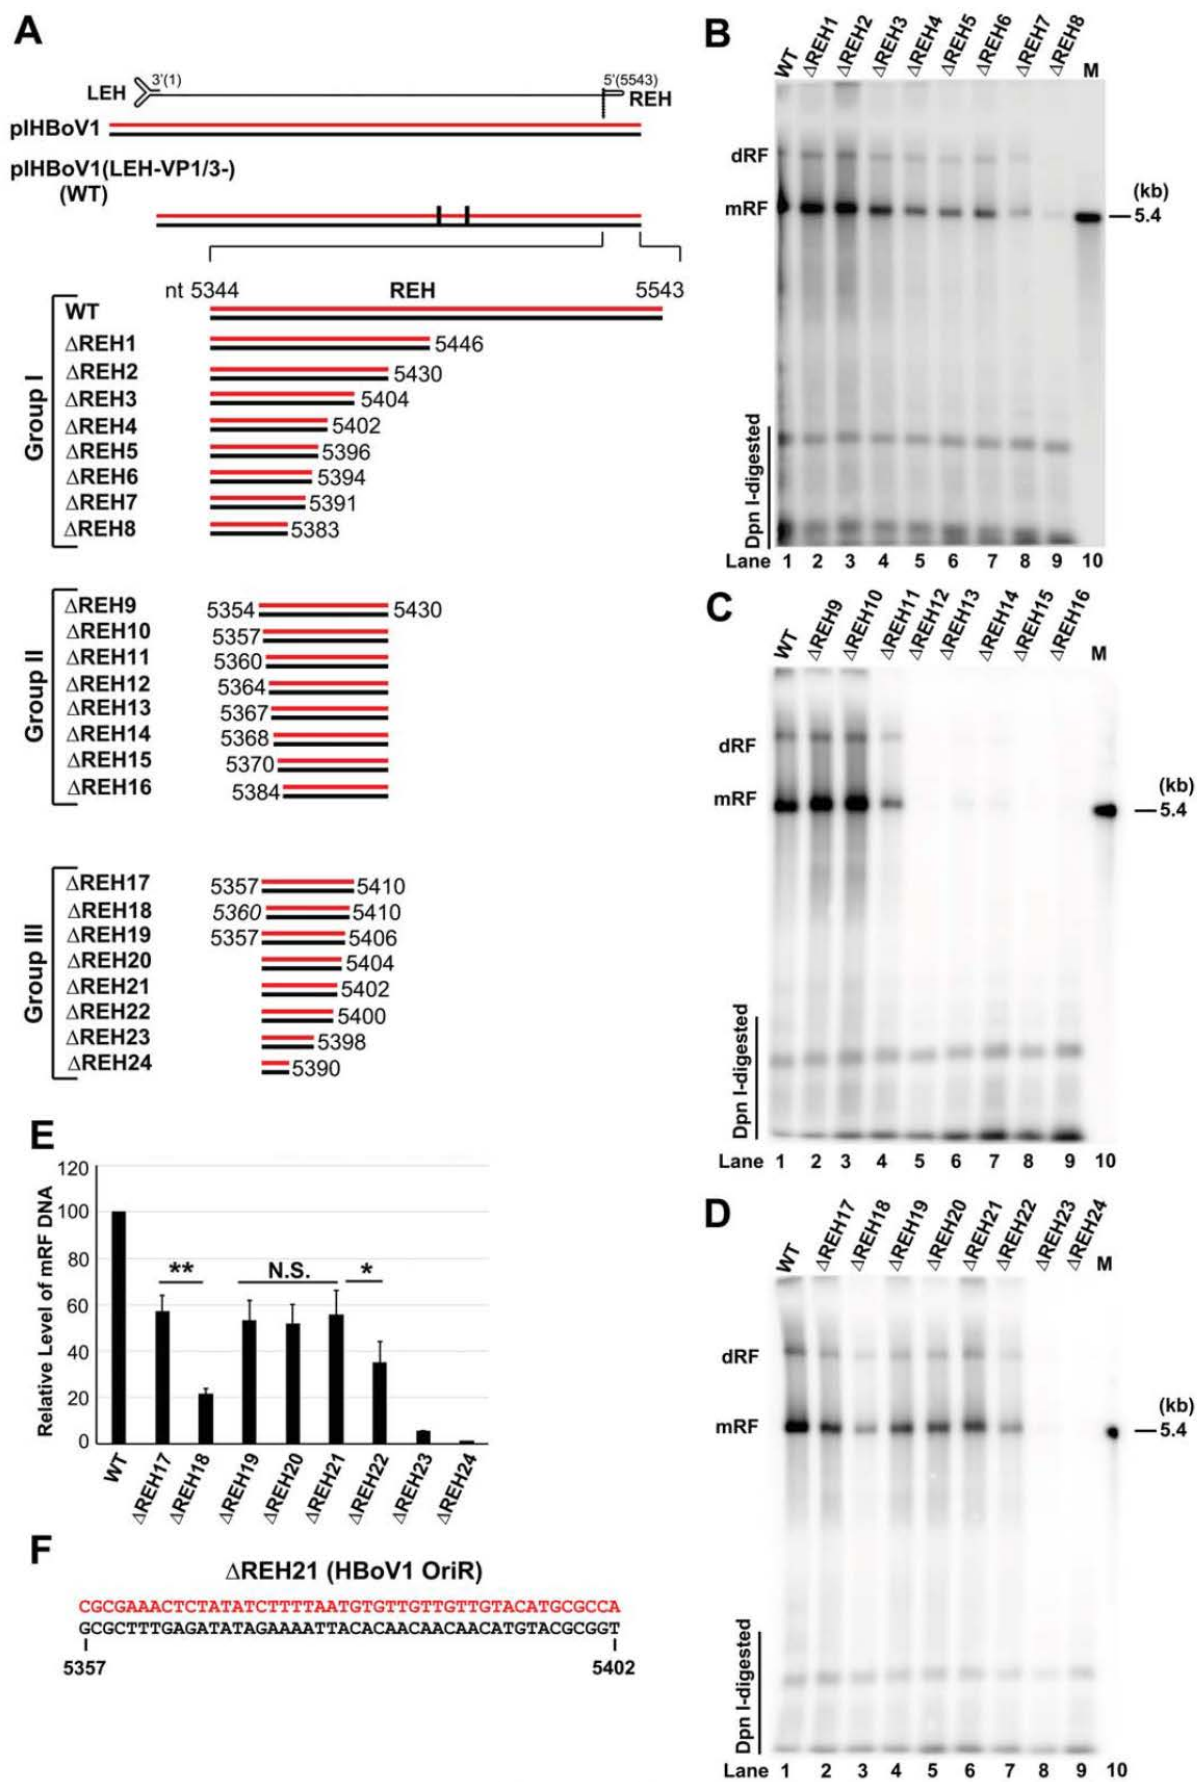 A
3'(1)
5'(5543)
LEH
REH
pIHBoV1
pIHBoV1(LEH-VP1/3-)
(WT)
nt 5344 REH 5543
Group I
WT
ΔREH1 5446
ΔREH2 5430
ΔREH3 5404
ΔREH4 5402
ΔREH5 5396
ΔREH6 5394
ΔREH7 5391
ΔREH8 5383
Group II
ΔREH9 5354 5430
ΔREH10 5357
ΔREH11 5360
ΔREH12 5364
ΔREH13 5367
ΔREH14 5368
ΔREH15 5370
ΔREH16 5384
Group III
ΔREH17 5357 5410
ΔREH18 5360 5410
ΔREH19 5357 5406
ΔREH20 5404
ΔREH21 5402
ΔREH22 5400
ΔREH23 5398
ΔREH24 5390
B
WT ΔREH1 ΔREH2 ΔREH3 ΔREH4 ΔREH5 ΔREH6 ΔREH7 ΔREH8 M
dRF
mRF
(kb)
5.4
Dpn I-digested
Lane 1 2 3 4 5 6 7 8 9 10
C
WT ΔREH9 ΔREH10 ΔREH11 ΔREH12 ΔREH13 ΔREH14 ΔREH15 ΔREH16 M
dRF
mRF
(kb)
5.4
Dpn I-digested
Lane 1 2 3 4 5 6 7 8 9 10
D
WT ΔREH17 ΔREH18 ΔREH19 ΔREH20 ΔREH21 ΔREH22 ΔREH23 ΔREH24 M
dRF
mRF
(kb)
5.4
Dpn I-digested
Lane 1 2 3 4 5 6 7 8 9 10
E
Relative Level of mRF DNA
120
100
80
60
40
20
0
** N.S. *
WT ΔREH17 ΔREH18 ΔREH19 ΔREH20 ΔREH21 ΔREH22 ΔREH23 ΔREH24
F
ΔREH21 (HBoV1 OriR)
CGCGAAACTCTATATCTTTTAATGTGTTGTTGTTGTACATGCGCCA
GCGCTTTGAGATATAGAAAATTACACAACAACAACATGTACGCGGT
5357 5402